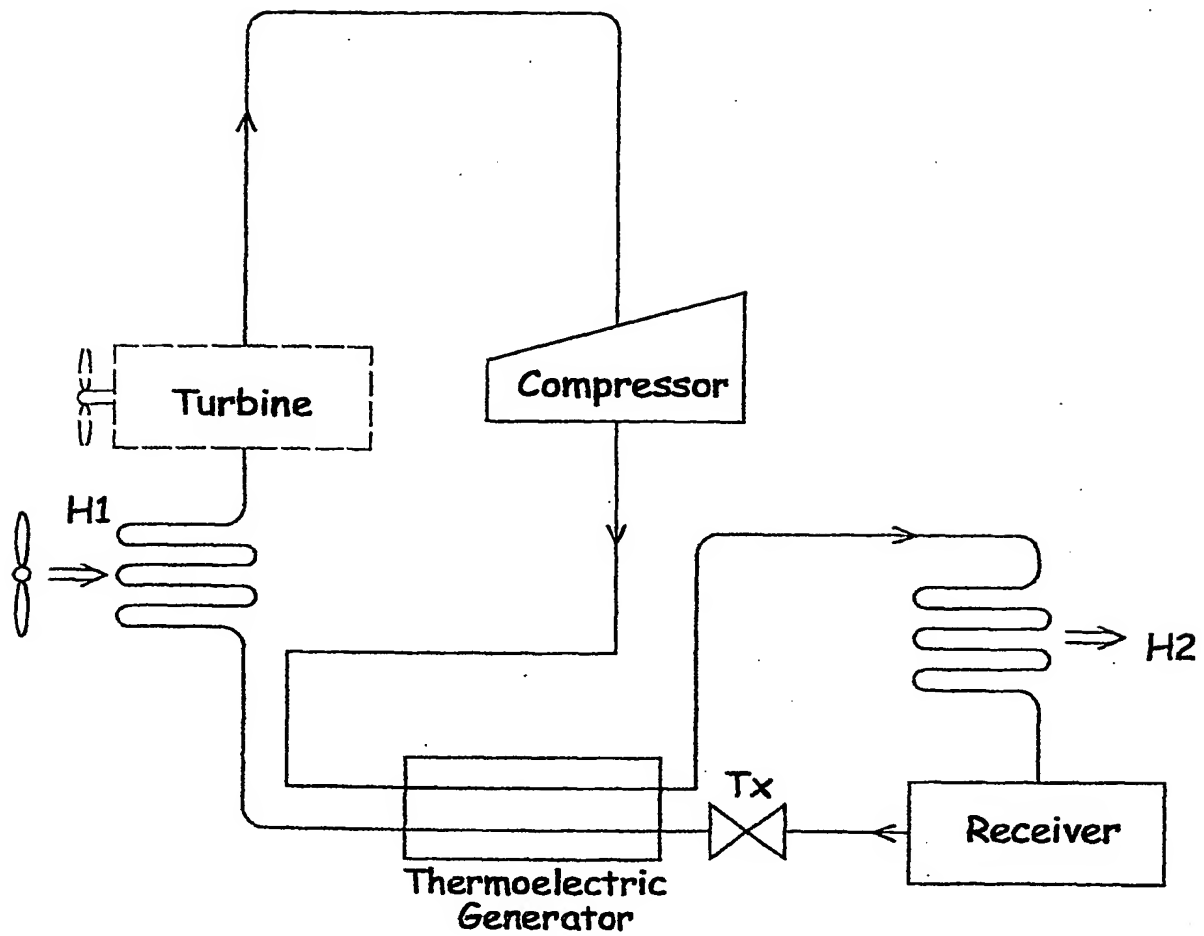 Turbine
Compressor
H1
H2
Tx
Receiver
Thermoelectric
Generator